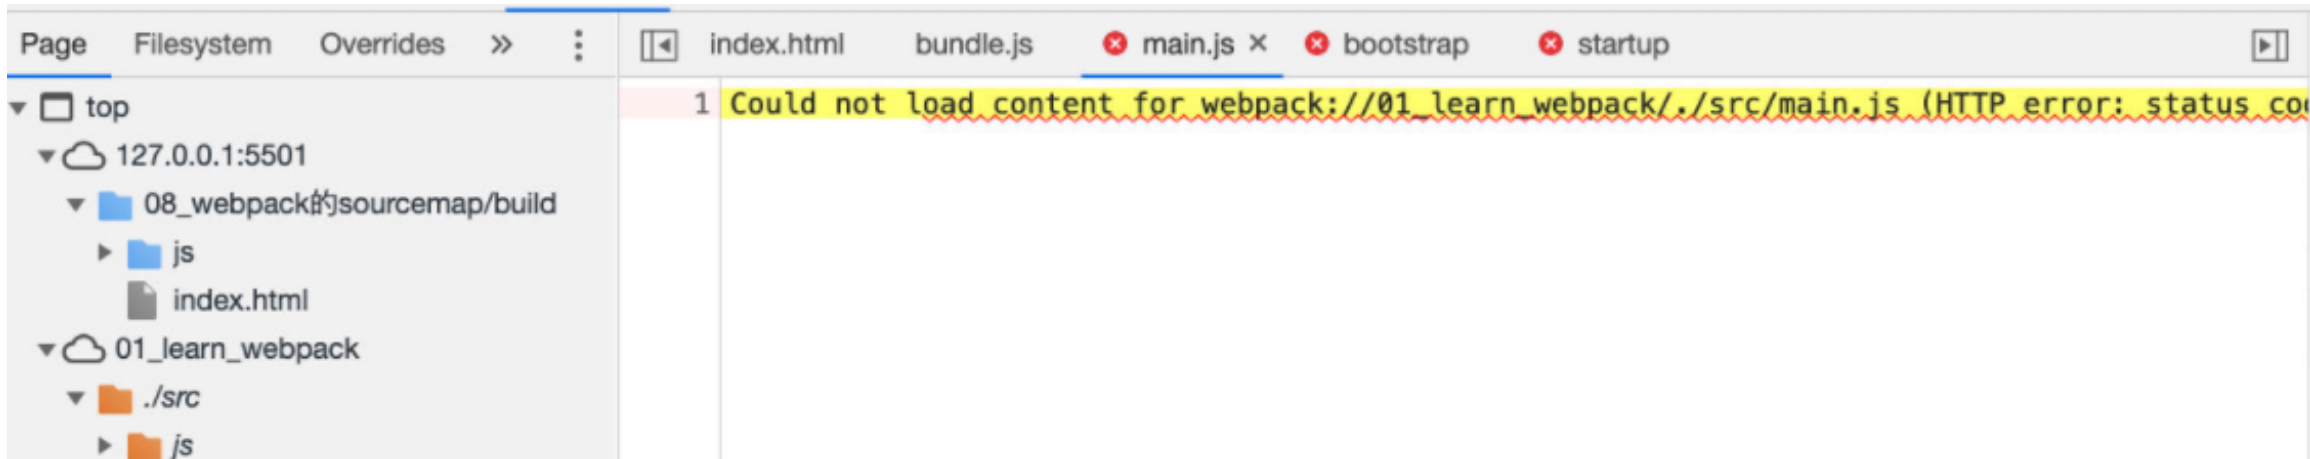 Page Filesystem Overrides »
index.html bundle.js main.js × bootstrap startup
top
127.0.0.1:5501
08_webpack的sourcemap/build
js
index.html
01_learn_webpack
./src
js
1 Could not load content for webpack://01_learn_webpack/./src/main.js (HTTP error: status